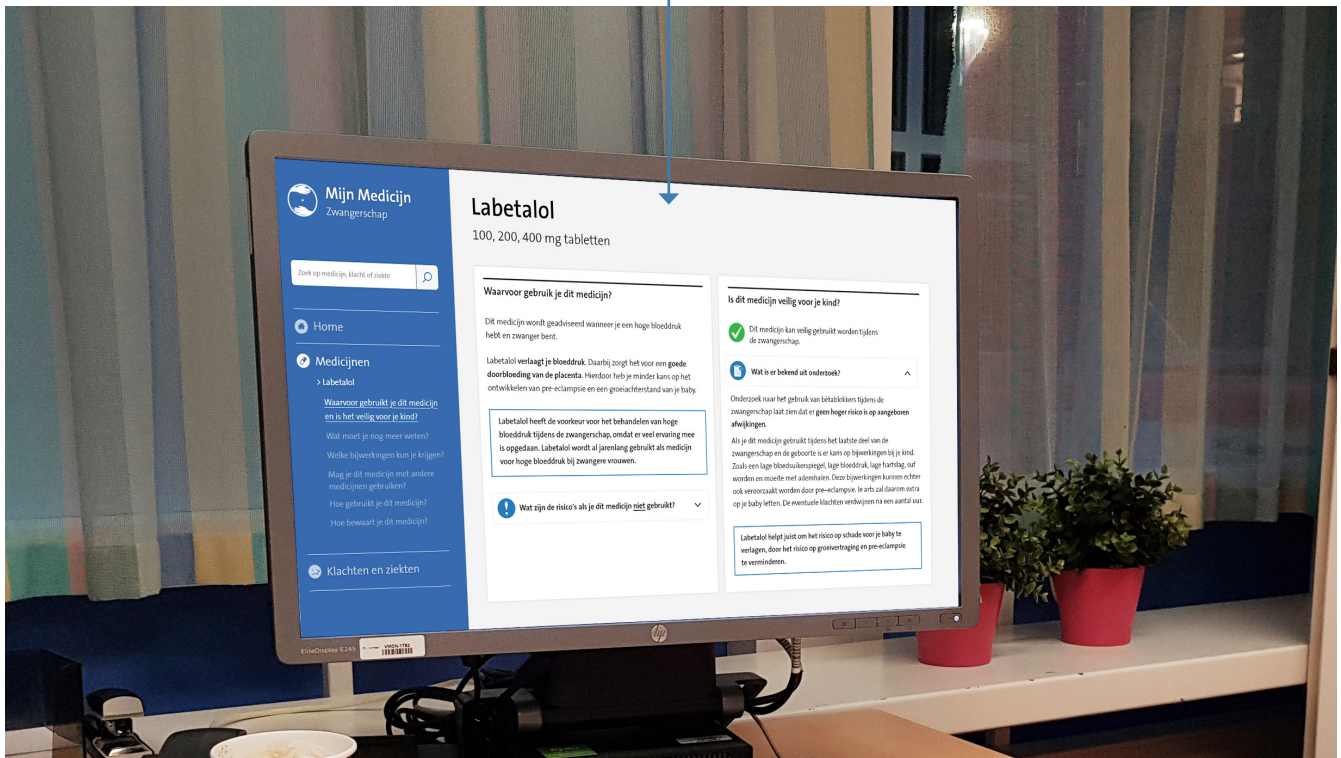 Mijn Medicijn
Zwangerschap
Zoek op medicijn, klacht of ziekte
Home
Medicijnen
> Labetalol
Waarvoor gebruikt je dit medicijn
en is het veilig voor je kind?
Wat moet je nog meer weten?
Welke bijwerkingen kun je krijgen?
Mag je dit medicijn met andere
medicijnen gebruiken?
Hoe gebruikt je dit medicijn?
Hoe bewaart je dit medicijn?
Klachten en ziekten
Labetalol
100, 200, 400 mg tabletten
Waarvoor gebruik je dit medicijn?
Dit medicijn wordt geadviseerd wanneer je een hoge bloeddruk
hebt en zwanger bent.
Labetalol verlaagt je bloeddruk. Daarbij zorgt het voor een goede
doorbloeding van de placenta. Hierdoor heb je minder kans op het
ontwikkelen van pre-eclampsie en een groeiachterstand van je baby.
Labetalol heeft de voorkeur voor het behandelen van hoge
bloeddruk tijdens de zwangerschap, omdat er veel ervaring mee
is opgedaan. Labetalol wordt al jarenlang gebruikt als medicijn
voor hoge bloeddruk bij zwangere vrouwen.
Wat zijn de risico's als je dit medicijn niet gebruikt?
Is dit medicijn veilig voor je kind?
Dit medicijn kan veilig gebruikt worden tijdens
de zwangerschap.
Wat is er bekend uit onderzoek?
Onderzoek naar het gebruik van bètablokkers tijdens de
zwangerschap laat zien dat er geen hoger risico is op aangeboren
afwijkingen.
Als je dit medicijn gebruikt tijdens het laatste deel van de
zwangerschap en de geboorte is er kans op bijwerkingen bij je kind.
Zoals een lage bloedsuikerspiegel, lage bloeddruk, lage hartslag, suf
worden en moeite met ademhalen. Deze bijwerkingen kunnen echter
ook veroorzaakt worden door pre-eclampsie. Je arts zal daarom extra
op je baby letten. De eventuele klachten verdwijnen na een aantal uur.
Labetalol helpt juist om het risico op schade voor je baby te
verlagen, door het risico op groeivertraging en pre-eclampsie
te verminderen.
hp
EliteDisplay E241i
VMDN-1782